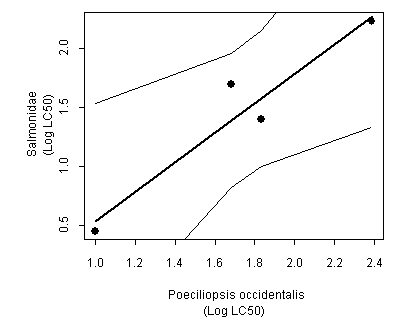 Salmonidae
(Log LC50)
2.0
1.5
1.0
0.5
1.0 1.2 1.4 1.6 1.8 2.0 2.2 2.4
Poeciliopsis occidentalis
(Log LC50)